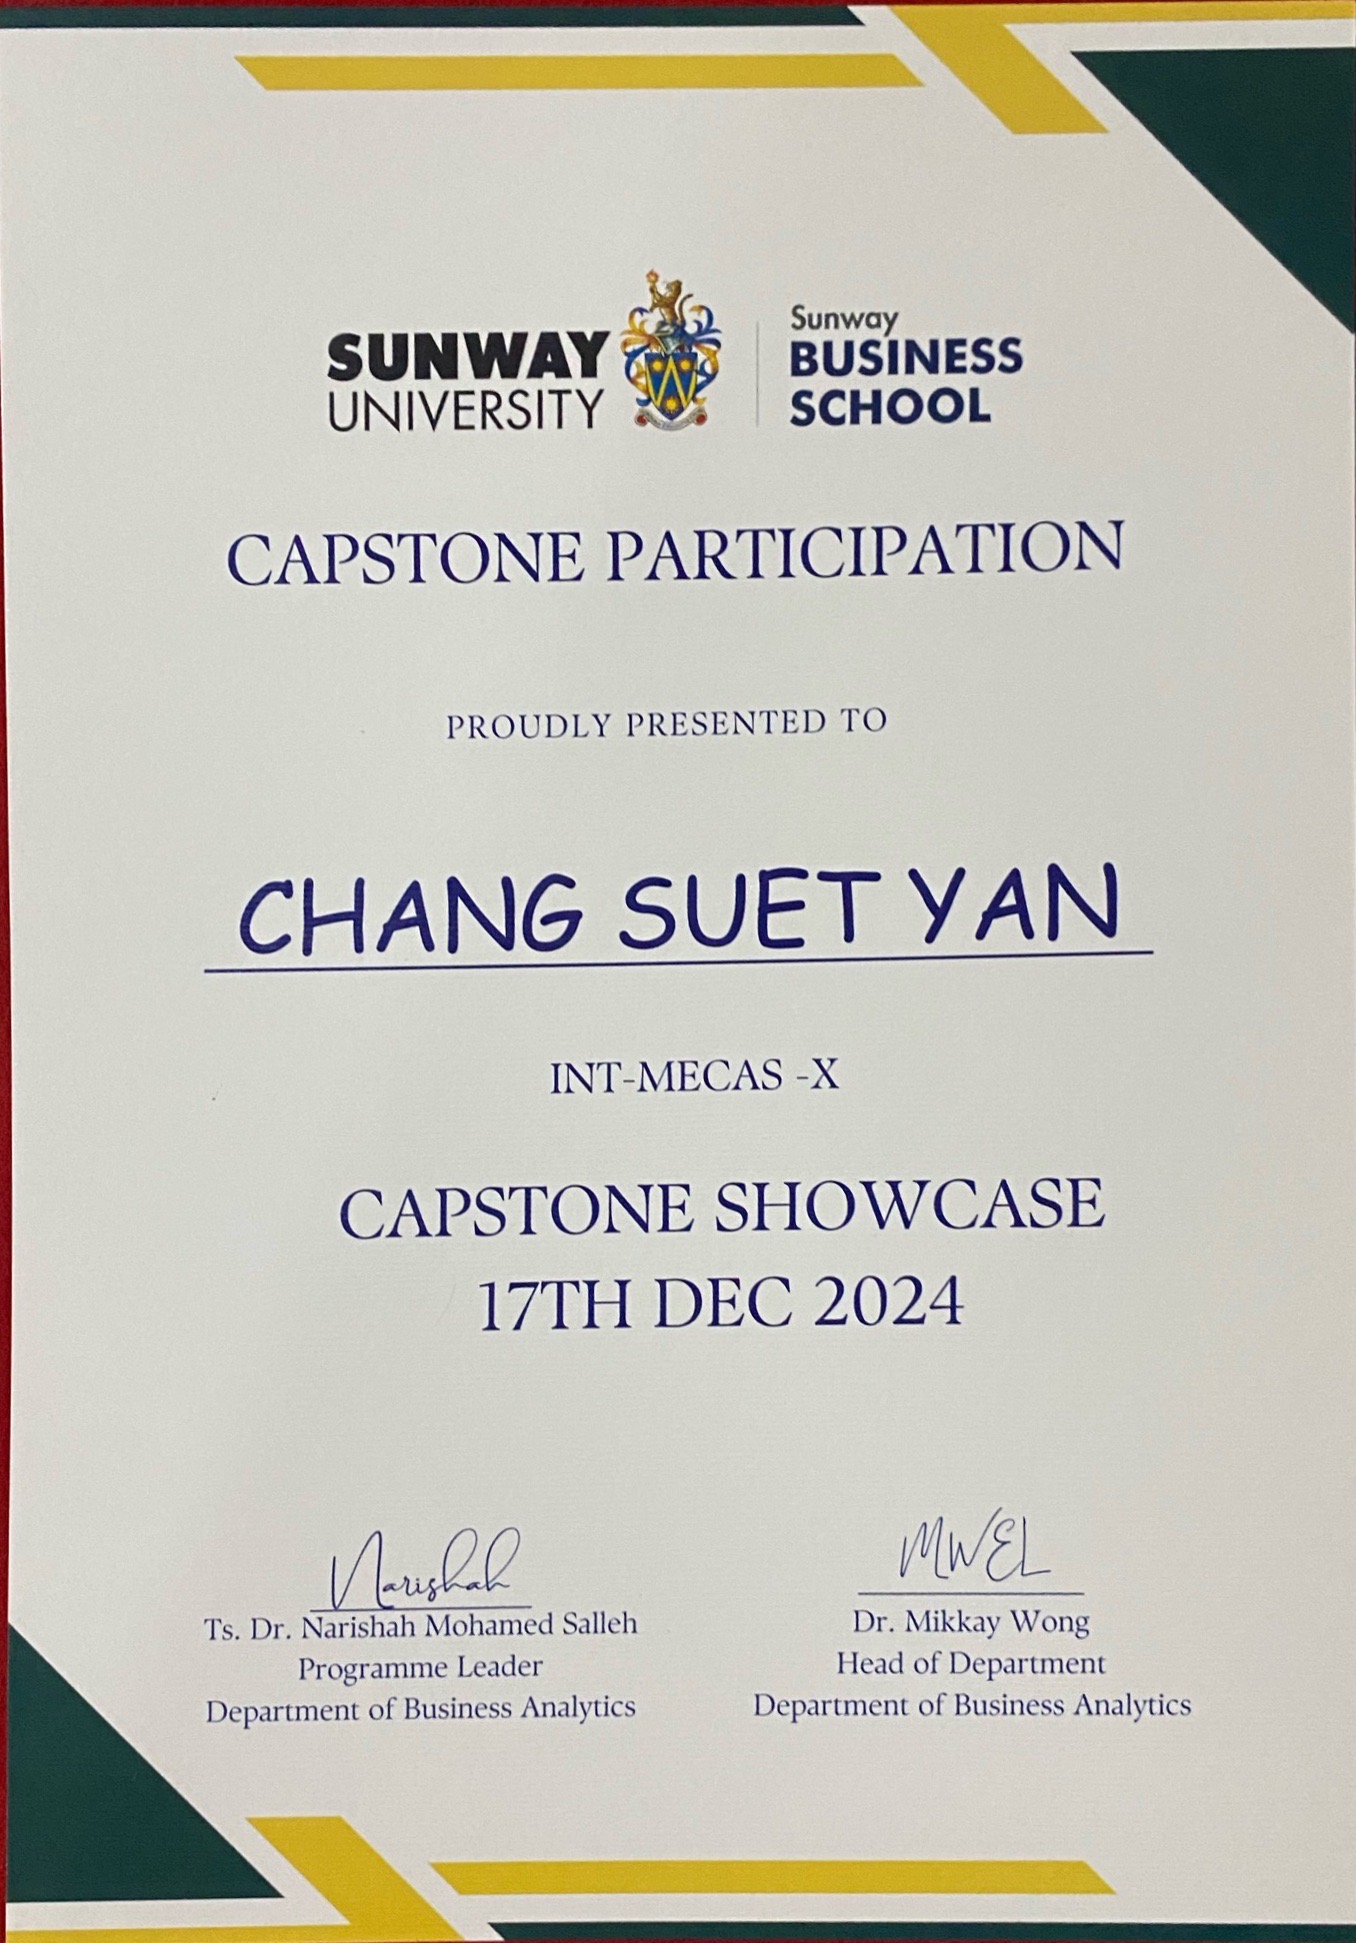 SUNWAY
UNIVERSITY
Sunway
BUSINESS
SCHOOL
CAPSTONE PARTICIPATION
PROUDLY PRESENTED TO
CHANG SUET YAN
INT-MECAS -X
CAPSTONE SHOWCASE
17TH DEC 2024
Narishah
Ts. Dr. Narishah Mohamed Salleh
Programme Leader
Department of Business Analytics
MWEL
Dr. Mikkay Wong
Head of Department
Department of Business Analytics